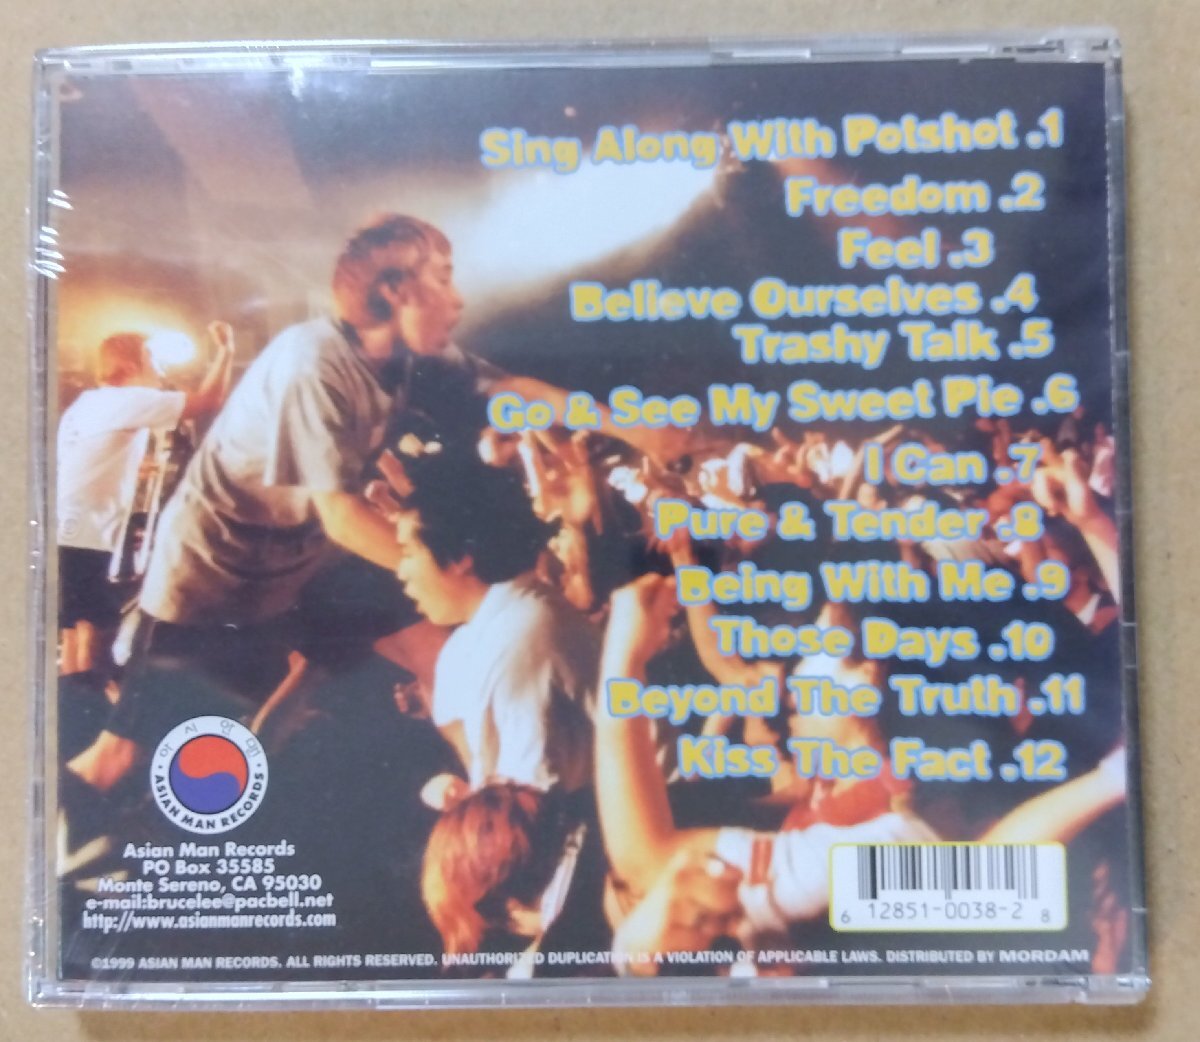 Sing Along With Potshot .1
Freedom .2
Feel .3
Believe Ourselves .4
Trashy Talk .5
Go & See My Sweet Pie .6
I Can .7
Pure & Tender .8
Being With Me .9
Those Days .10
Beyond The Truth .11
Kiss The Fact .12
ASIAN MAN RECORDS
Asian Man Records
PO Box 35585
Monte Sereno, CA 95030
e-mail:brucelee@pacbell.net
http://www.asianmanrecords.com
6 12851-0038-2 8
©1999 ASIAN MAN RECORDS. ALL RIGHTS RESERVED. UNAUTHORIZED DUPLICATION IS A VIOLATION OF APPLICABLE LAWS. DISTRIBUTED BY MORDAM